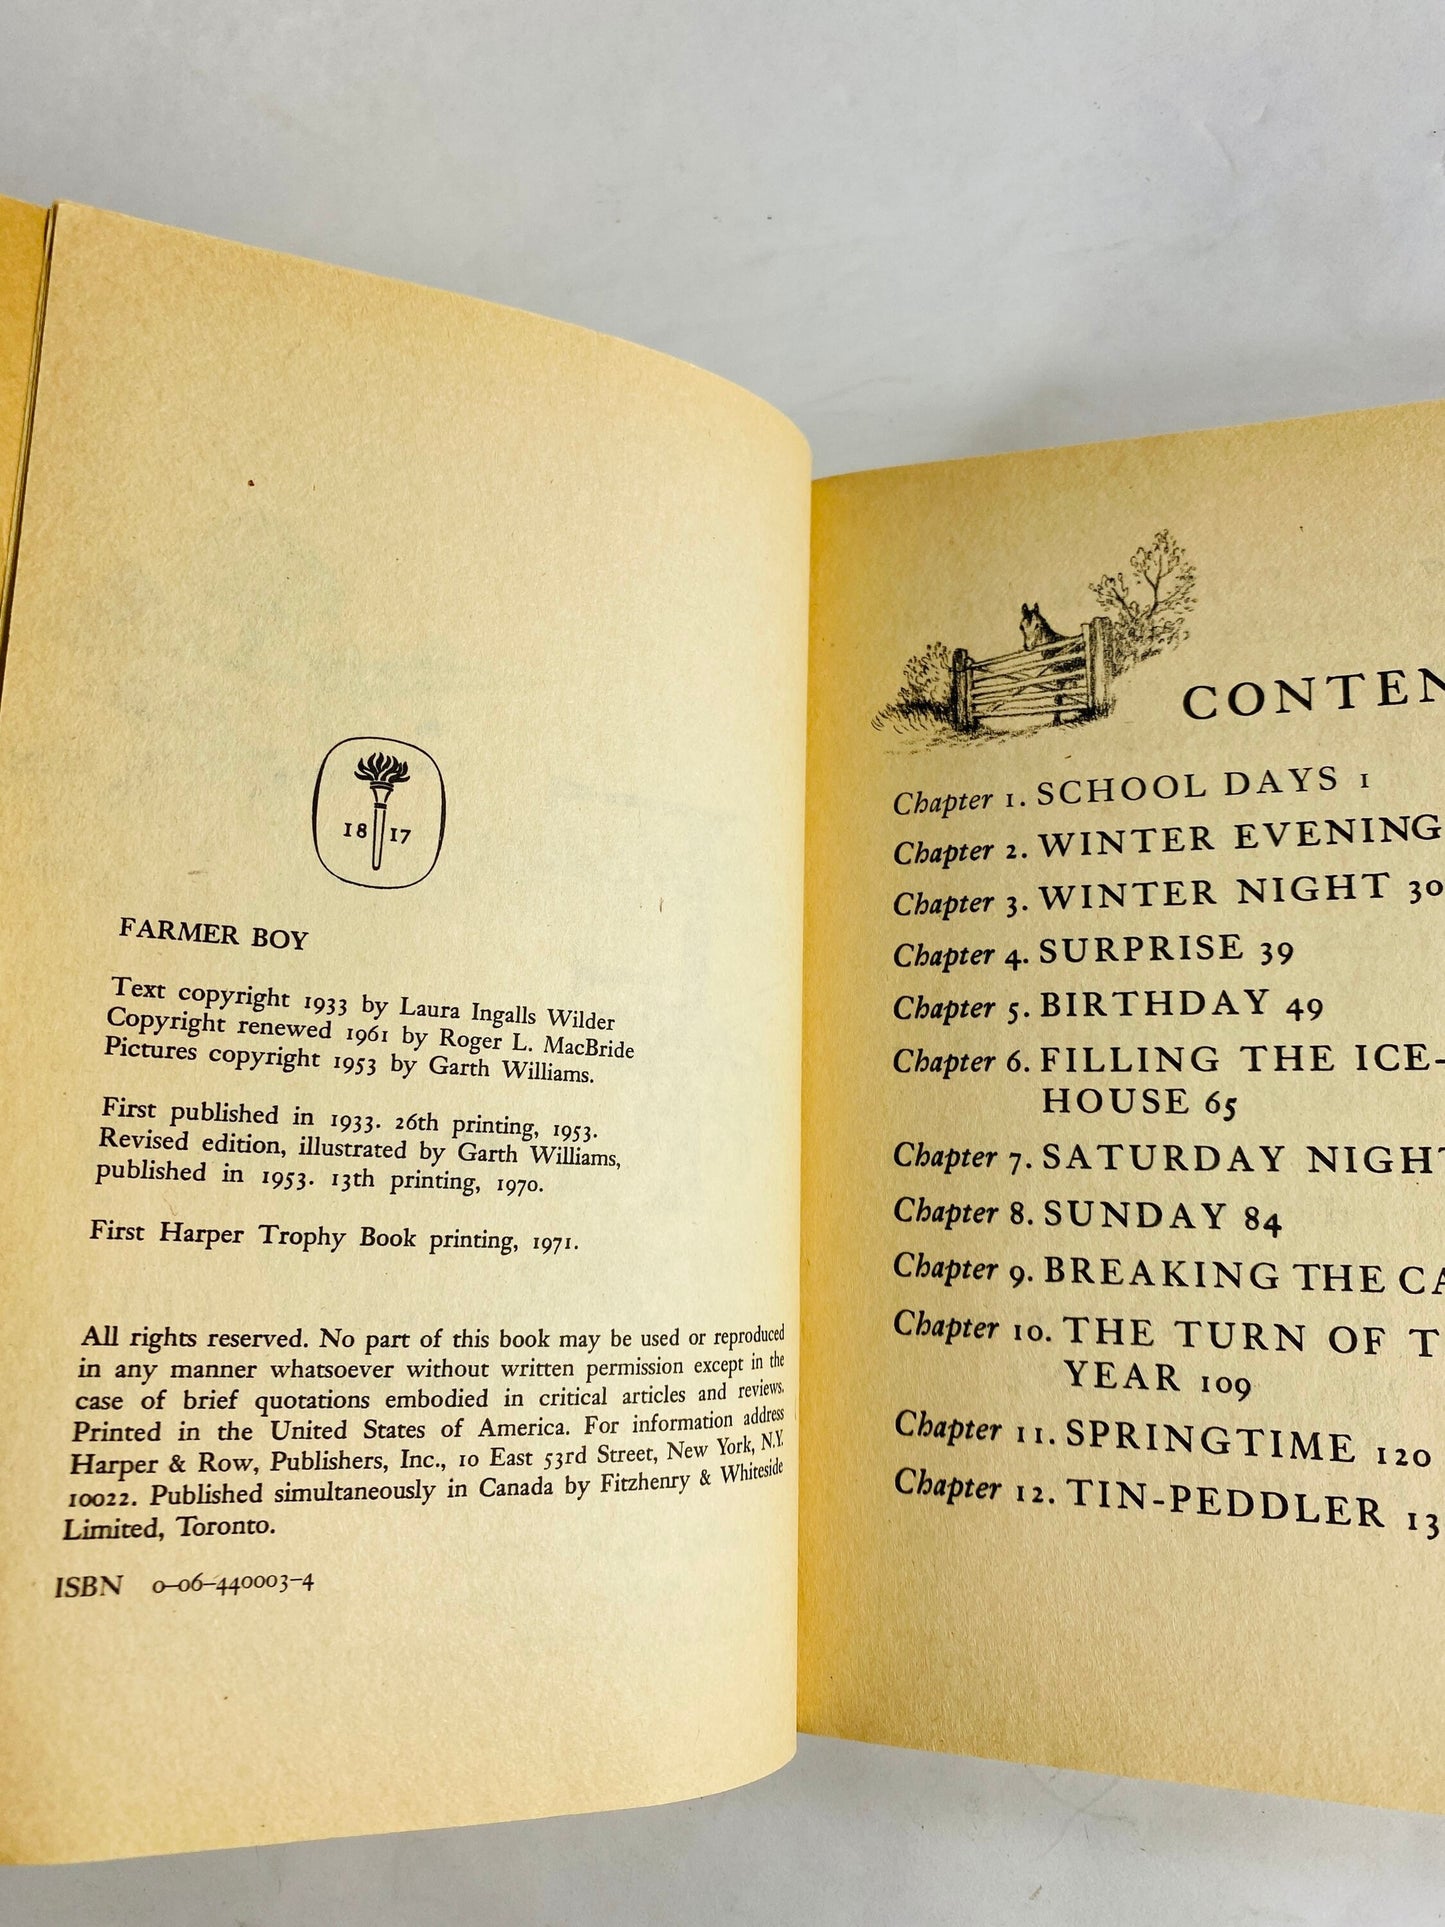 18 17
FARMER BOY
Text copyright 1933 by Laura Ingalls Wilder
Copyright renewed 1961 by Roger L. MacBride
Pictures copyright 1953 by Garth Williams.
First published in 1933. 26th printing, 1953.
Revised edition, illustrated by Garth Williams,
published in 1953. 13th printing, 1970.
First Harper Trophy Book printing, 1971.
All rights reserved. No part of this book may be used or reproduced
in any manner whatsoever without written permission except in the
case of brief quotations embodied in critical articles and reviews.
Printed in the United States of America. For information address
Harper & Row, Publishers, Inc., 10 East 53rd Street, New York, N.Y.
10022. Published simultaneously in Canada by Fitzhenry & Whiteside
Limited, Toronto.
ISBN 0-06-440003-4
CONTEN
Chapter 1. SCHOOL DAYS 1
Chapter 2. WINTER EVENING
Chapter 3. WINTER NIGHT 30
Chapter 4. SURPRISE 39
Chapter 5. BIRTHDAY 49
Chapter 6. FILLING THE ICE-
HOUSE 65
Chapter 7. SATURDAY NIGHT
Chapter 8. SUNDAY 84
Chapter 9. BREAKING THE CA
Chapter 10. THE TURN OF T
YEAR 109
Chapter 11. SPRINGTIME 120
Chapter 12. TIN-PEDDLER 13